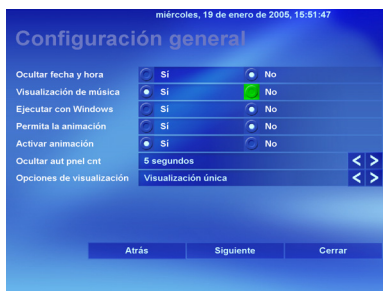 miércoles, 19 de enero de 2005, 15:51:47
Configuración general
Ocultar fecha y hora Sí No
Visualización de música Sí No
Ejecutar con Windows Sí No
Permita la animación Sí No
Activar animación Sí No
Ocultar aut pnel cnt 5 segundos < >
Opciones de visualización Visualización única < >
Atrás Siguiente Cerrar